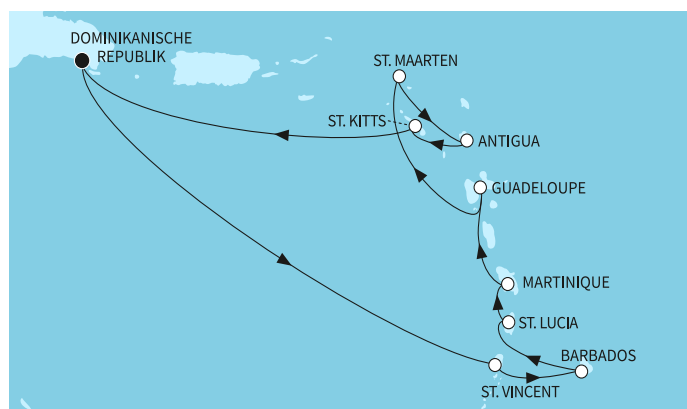 DOMINIKANISCHE
REPUBLIK
ST. MAARTEN
ST. KITTS
ANTIGUA
GUADELOUPE
MARTINIQUE
ST. LUCIA
BARBADOS
ST. VINCENT